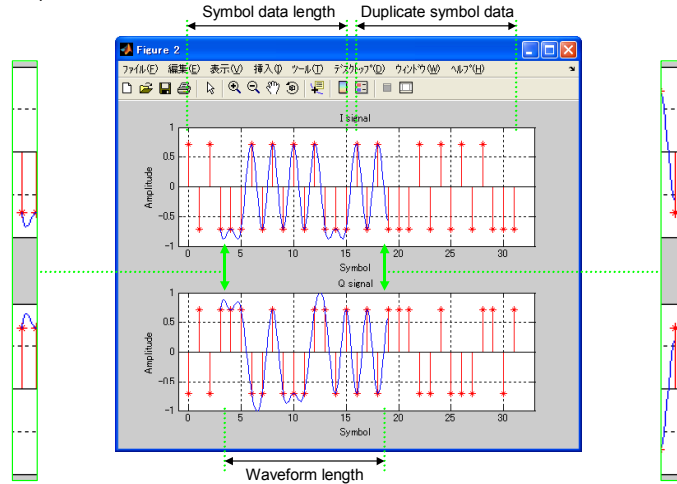 Symbol data length Duplicate symbol data
Figure 2
ファイル(F) 編集(E) 表示(V) 挿入(I) ツール(T) デスクトップ(D) ウィンドウ(W) ヘルプ(H)
I signal
1
0.5
0
-0.5
-1
Amplitude
0 5 10 15 20 25 30
Symbol
Q signal
1
0.5
0
-0.5
-1
Amplitude
0 5 10 15 20 25 30
Symbol
Waveform length